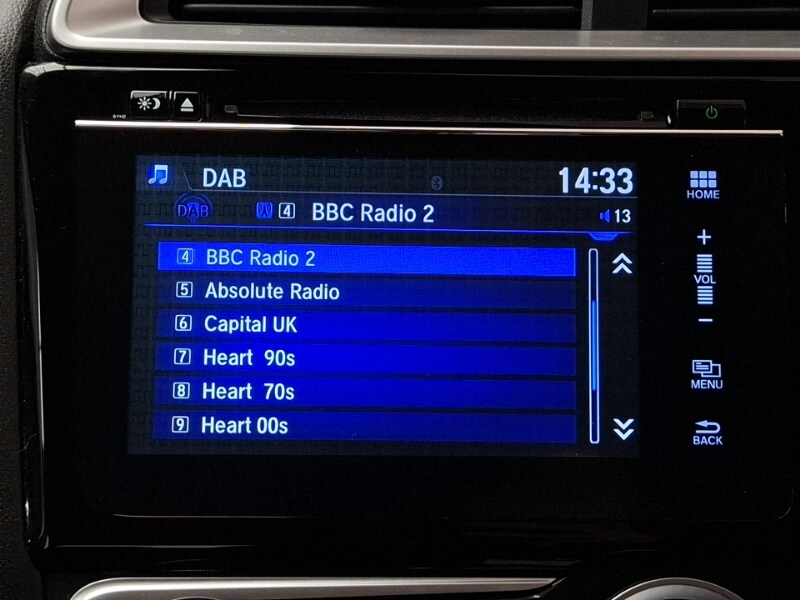 DAB 14:33
DAB 4 BBC Radio 2 13
4 BBC Radio 2
5 Absolute Radio
6 Capital UK
7 Heart 90s
8 Heart 70s
9 Heart 00s
HOME
+
VOL
−
MENU
BACK